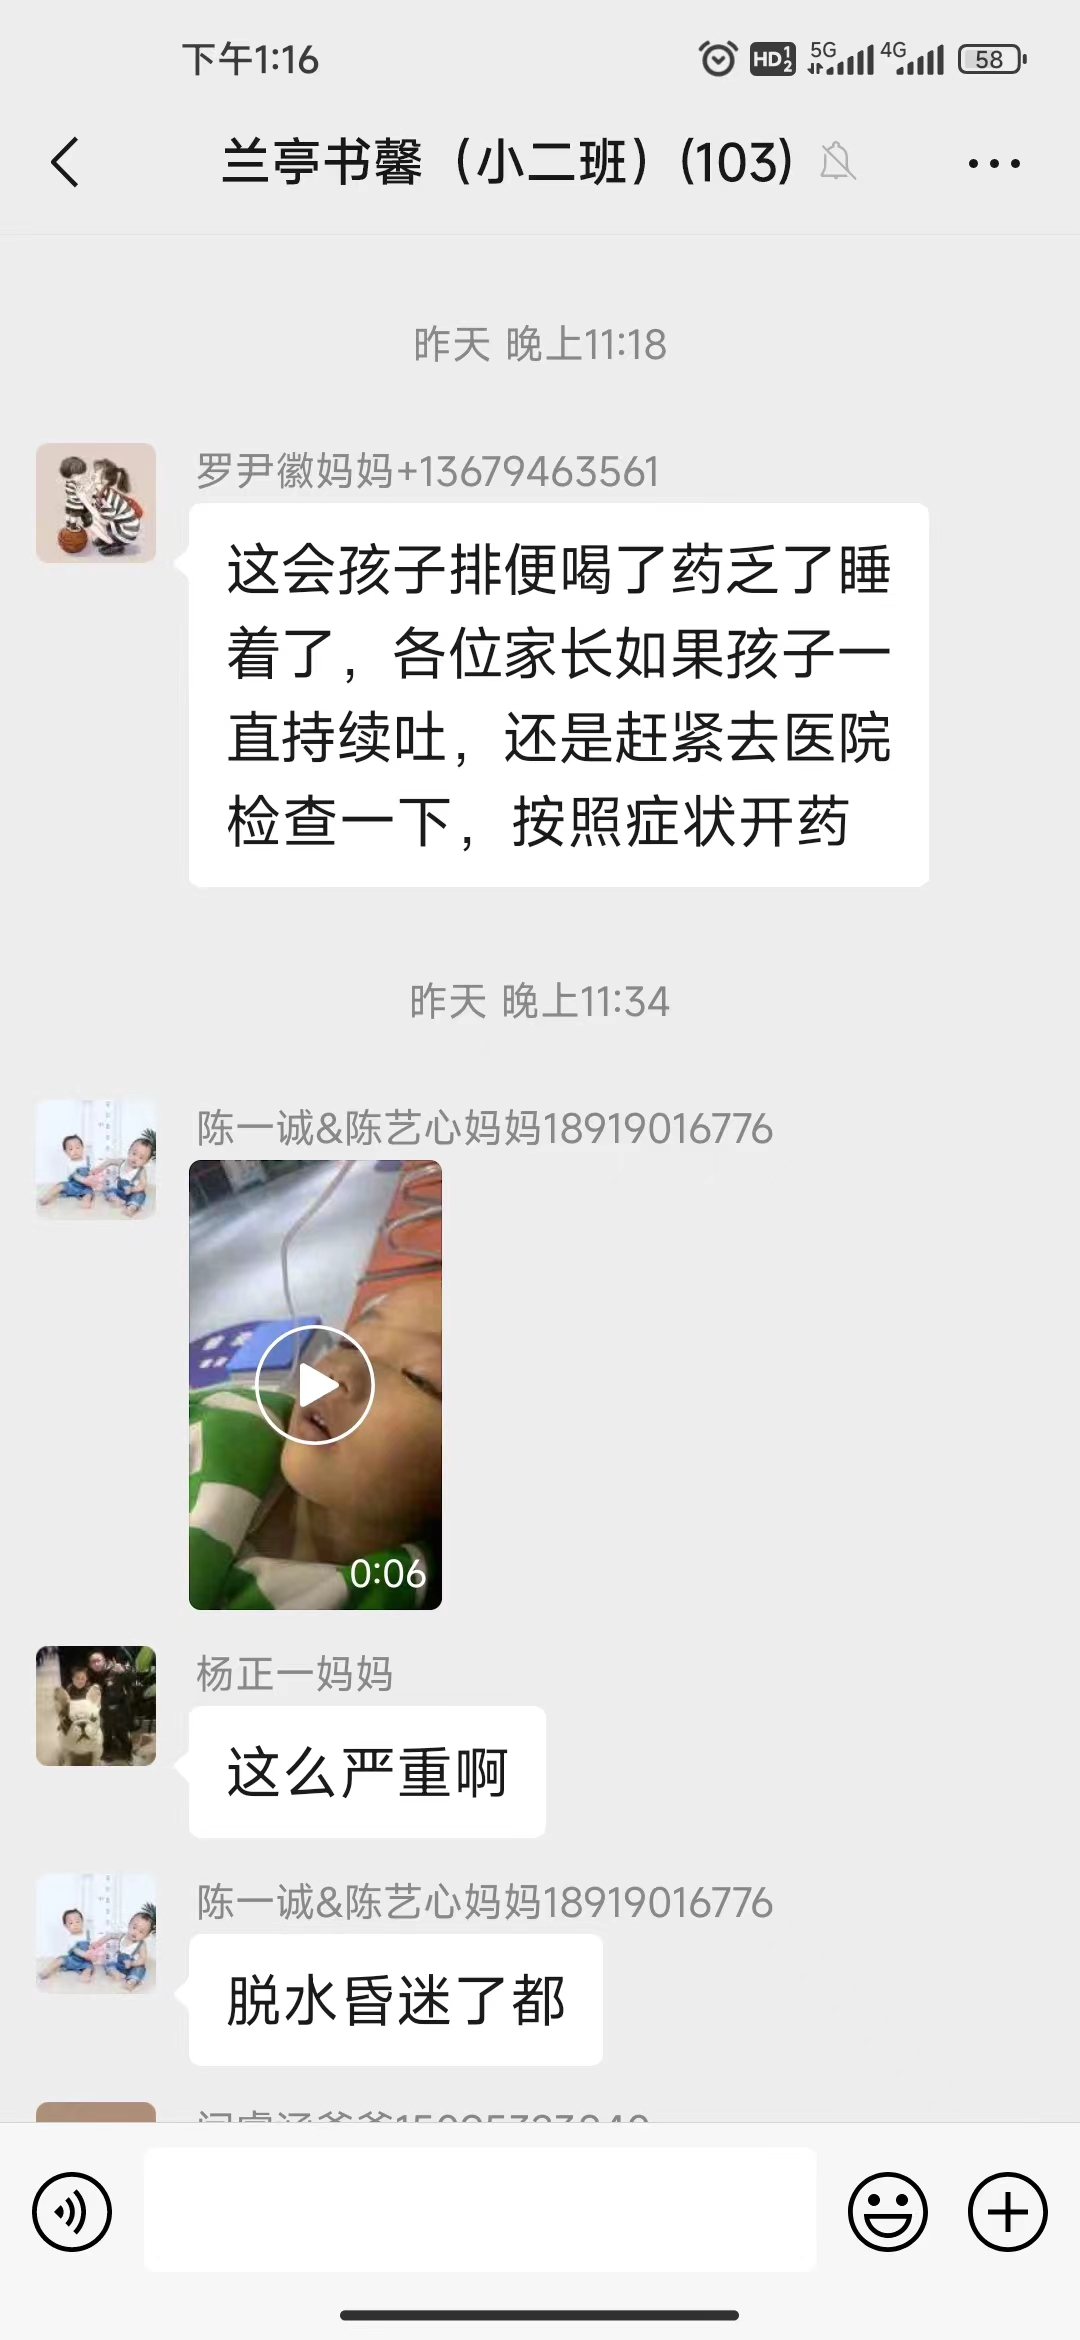 下午1:16
HD 1 2 5G 4G 58
兰亭书馨（小二班）(103)
昨天 晚上11:18
罗尹徽妈妈+13679463561
这会孩子排便喝了药乏了睡
着了，各位家长如果孩子一
直持续吐，还是赶紧去医院
检查一下，按照症状开药
昨天 晚上11:34
陈一诚&陈艺心妈妈18919016776
0:06
杨正一妈妈
这么严重啊
陈一诚&陈艺心妈妈18919016776
脱水昏迷了都